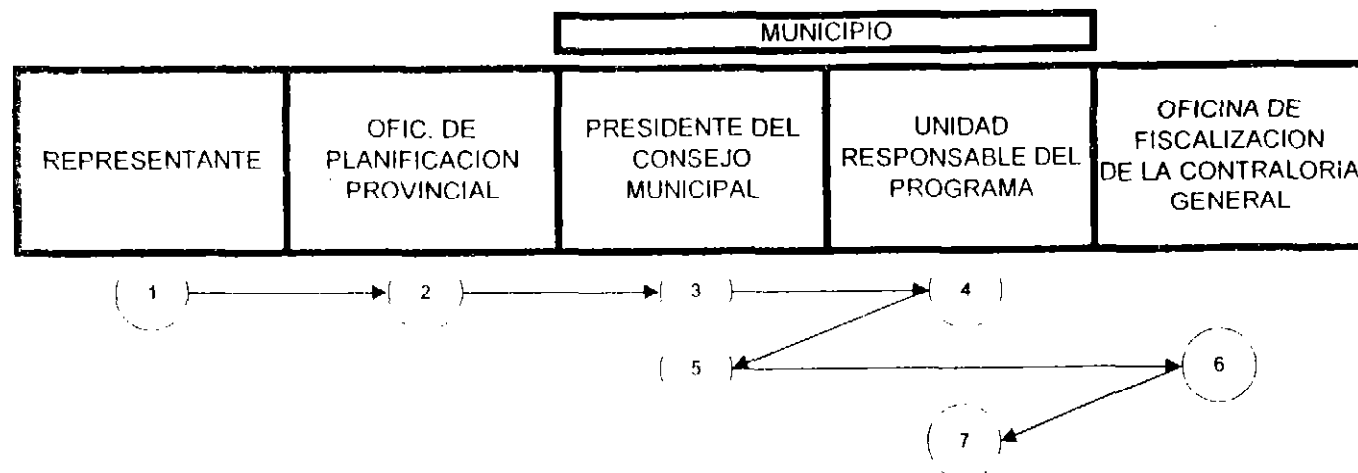 MUNICIPIO
REPRESENTANTE
OFIC. DE
PLANIFICACION
PROVINCIAL
PRESIDENTE DEL
CONSEJO
MUNICIPAL
UNIDAD
RESPONSABLE DEL
PROGRAMA
OFICINA DE
FISCALIZACION
DE LA CONTRALORIA
GENERAL
1
2
3
4
5
6
7